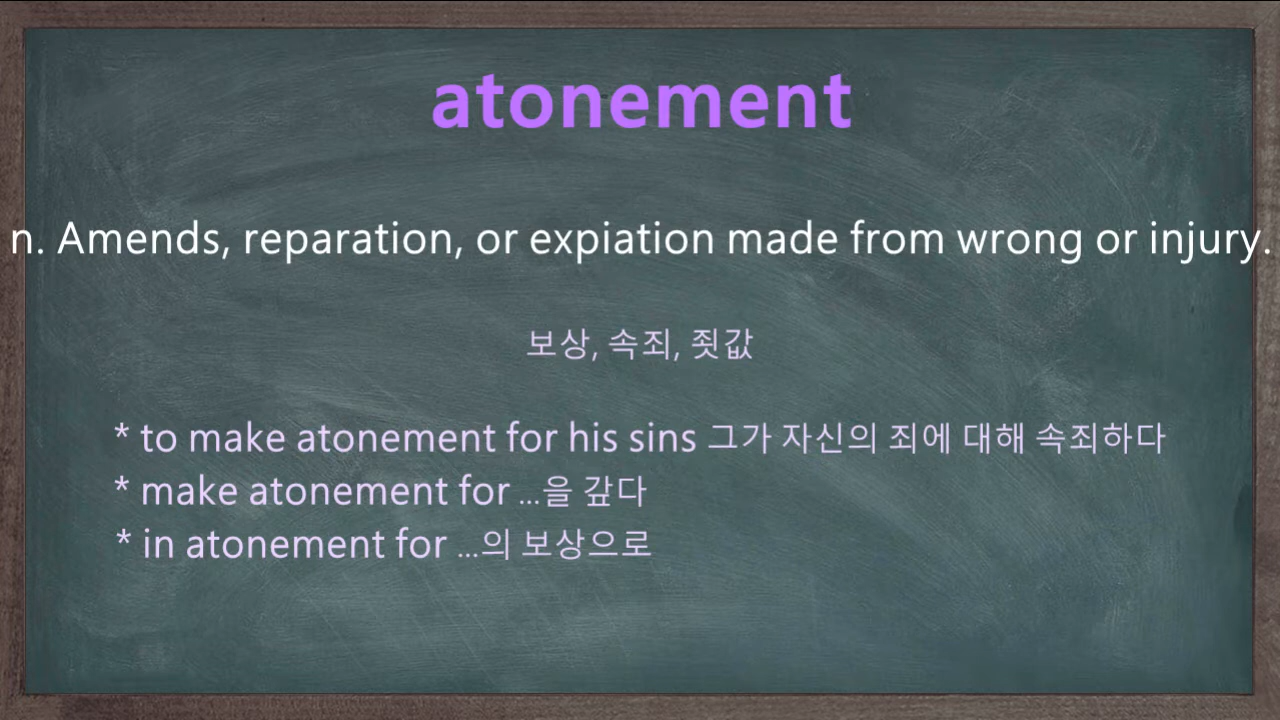 atonement
n. Amends, reparation, or expiation made from wrong or injury.
보상, 속죄, 죗값
* to make atonement for his sins 그가 자신의 죄에 대해 속죄하다
* make atonement for ...을 갚다
* in atonement for ...의 보상으로